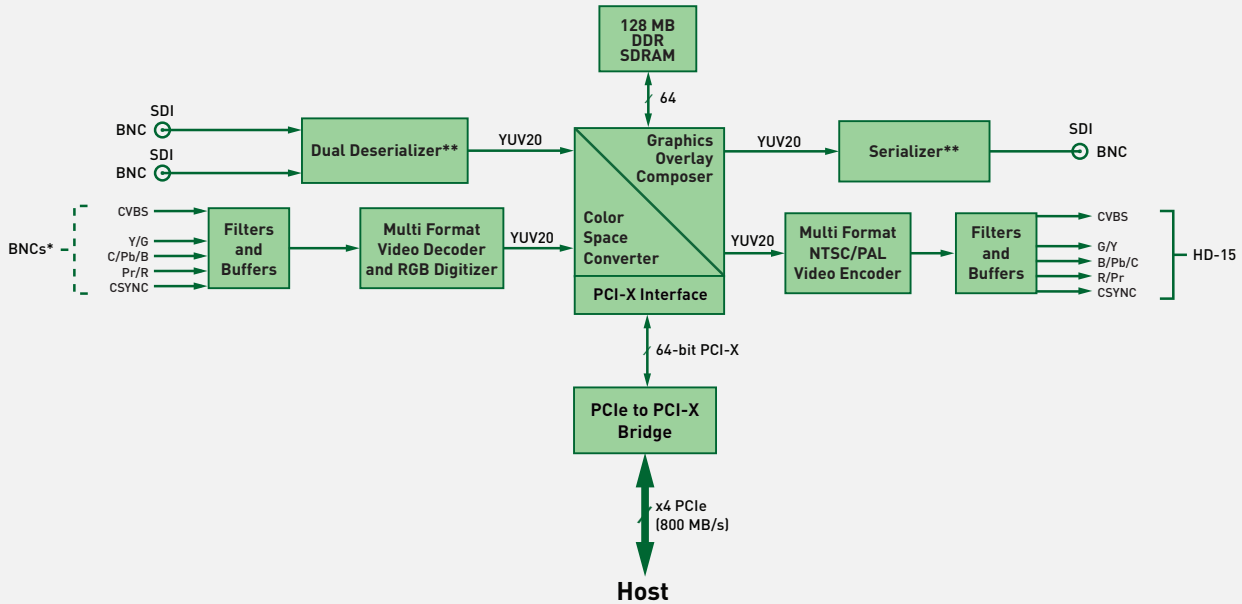 128 MB
DDR
SDRAM
64
SDI
BNC
SDI
BNC
Dual Deserializer**
YUV20
Graphics
Overlay
Composer
YUV20
Serializer**
SDI
BNC
BNCs*
CVBS
Y/G
C/Pb/B
Pr/R
CSYNC
Filters
and
Buffers
Multi Format
Video Decoder
and RGB Digitizer
YUV20
Color
Space
Converter
YUV20
Multi Format
NTSC/PAL
Video Encoder
Filters
and
Buffers
CVBS
G/Y
B/Pb/C
R/Pr
CSYNC
HD-15
PCI-X Interface
64-bit PCI-X
PCIe to PCI-X
Bridge
x4 PCIe
(800 MB/s)
Host